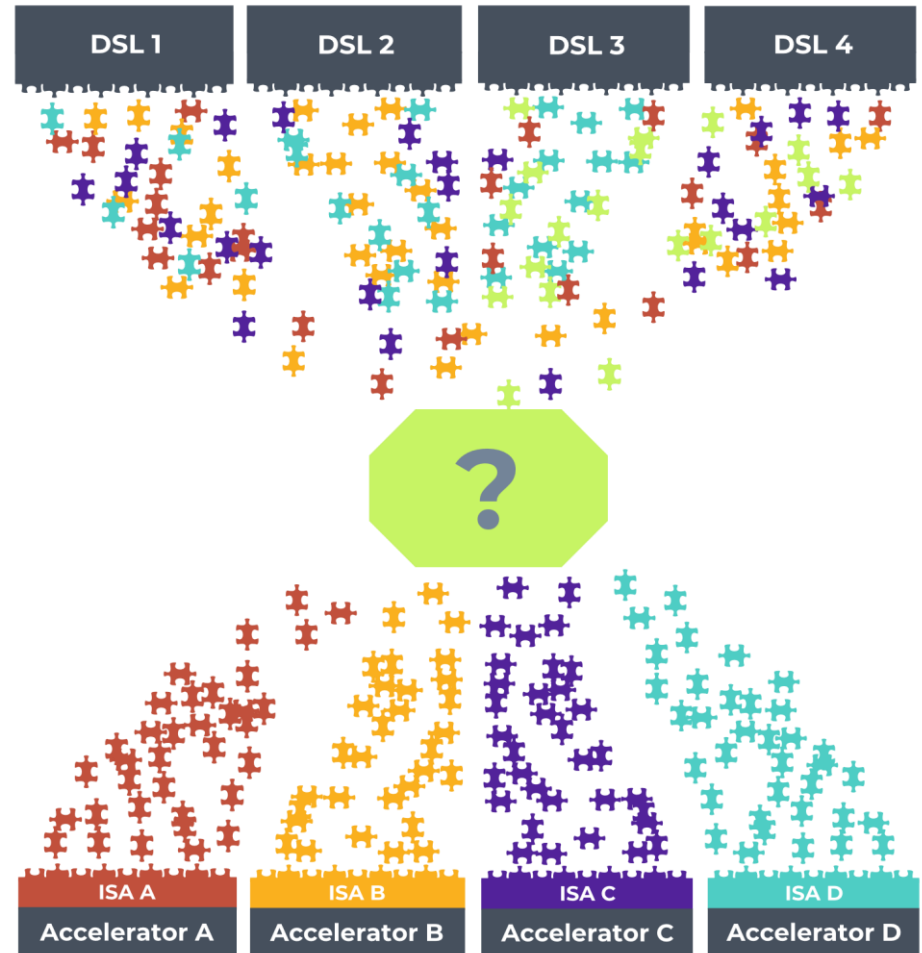 DSL 1
DSL 2
DSL 3
DSL 4
?
ISA A
ISA B
ISA C
ISA D
Accelerator A
Accelerator B
Accelerator C
Accelerator D